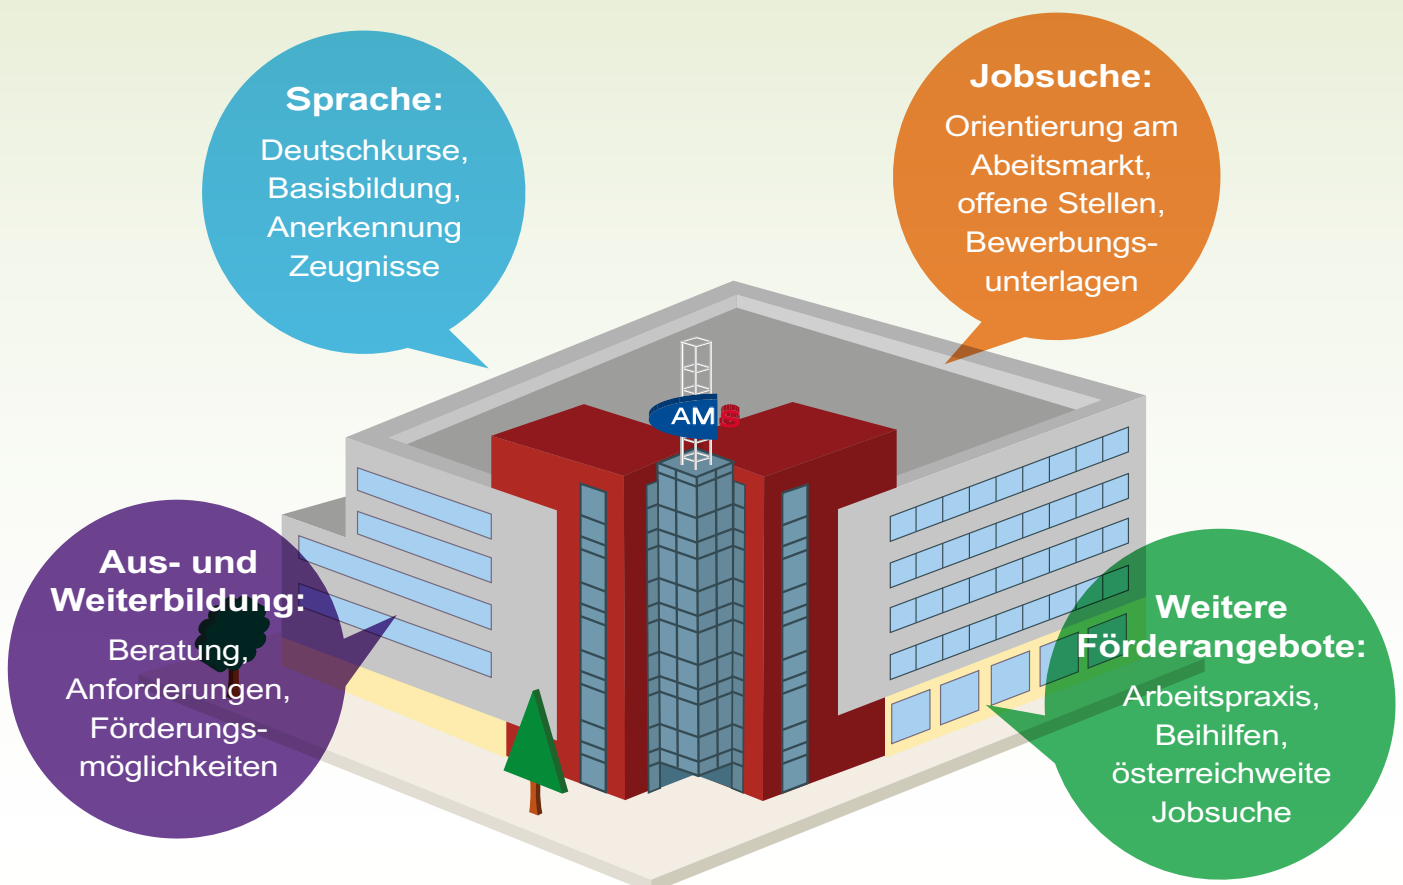 Sprache:
Deutschkurse,
Basisbildung,
Anerkennung
Zeugnisse
Jobsuche:
Orientierung am
Abeitsmarkt,
offene Stellen,
Bewerbungs-
unterlagen
AMS
Aus- und
Weiterbildung:
Beratung,
Anforderungen,
Förderungs-
möglichkeiten
Weitere
Förderangebote:
Arbeitspraxis,
Beihilfen,
österreichweite
Jobsuche